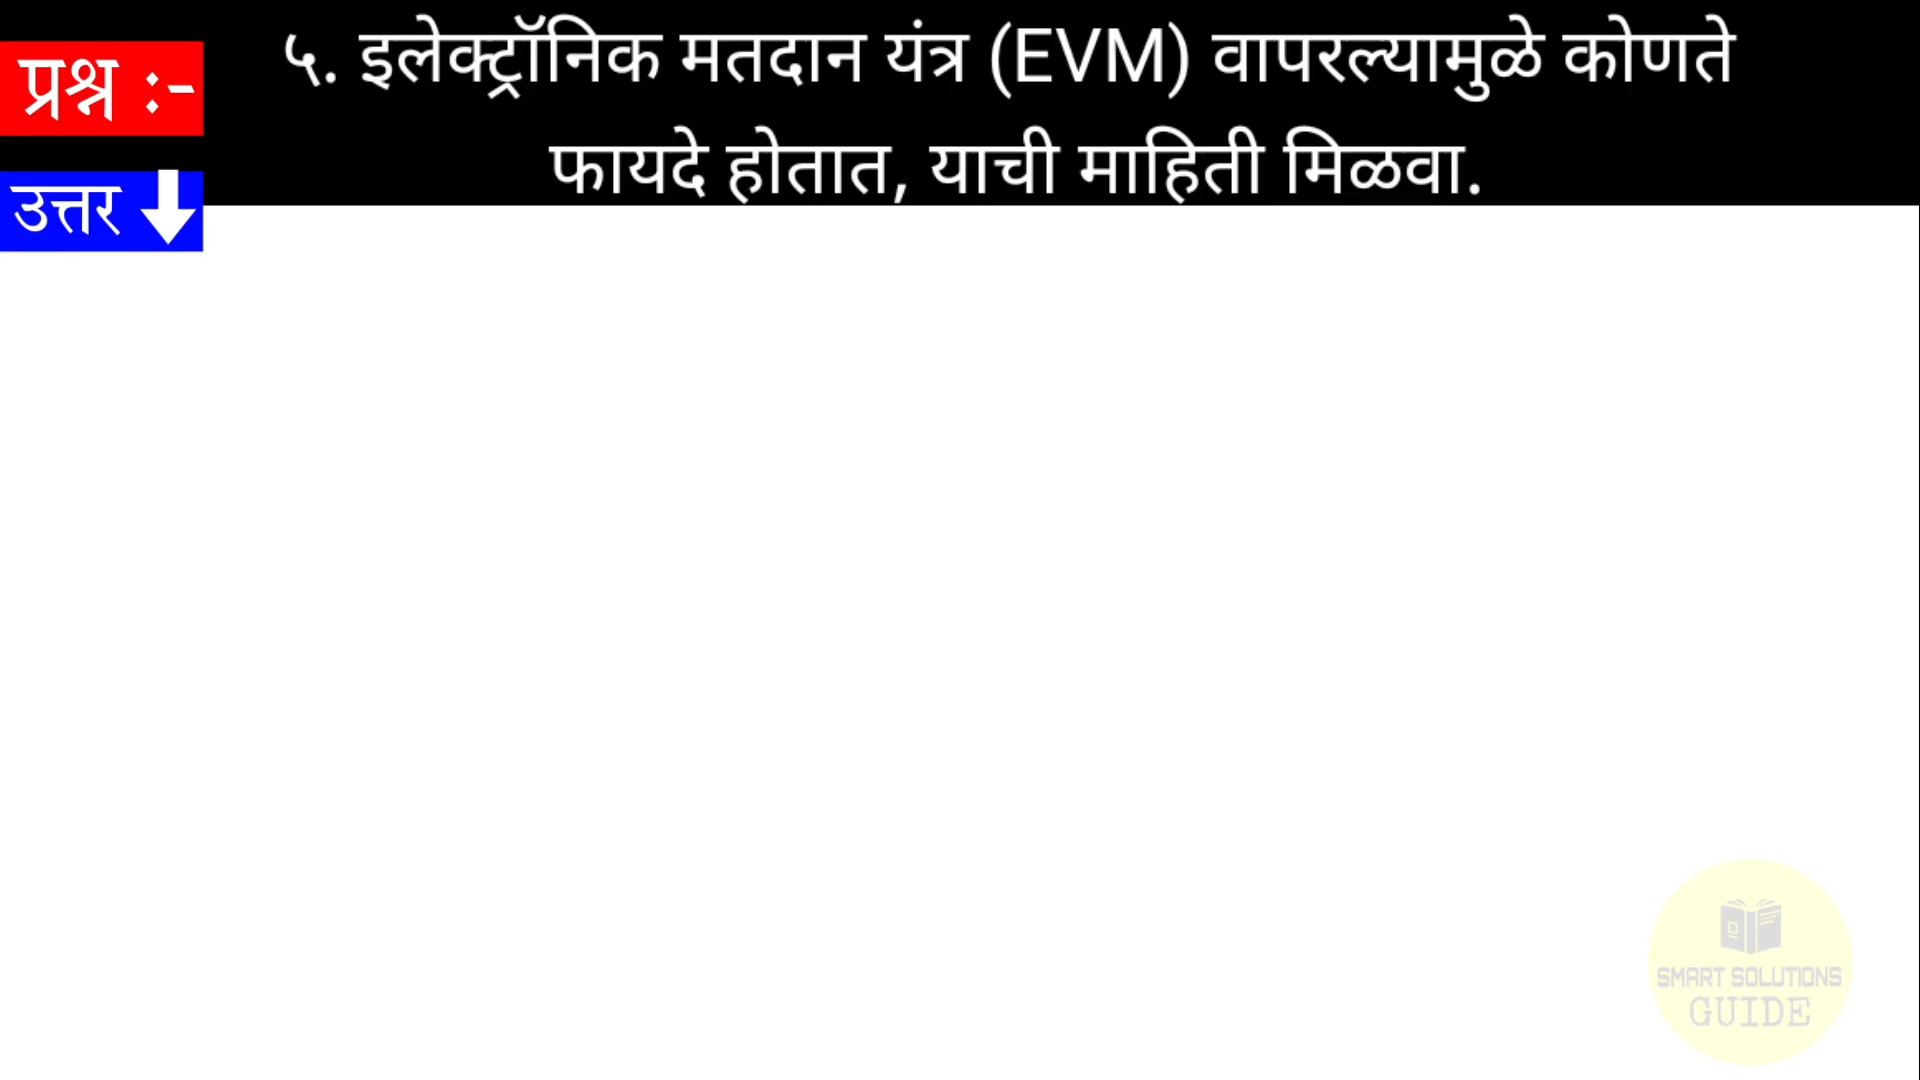 प्रश्न :-
५. इलेक्ट्रॉनिक मतदान यंत्र (EVM) वापरल्यामुळे कोणते
फायदे होतात, याची माहिती मिळवा.
उत्तर
SMART SOLUTIONS
GUIDE